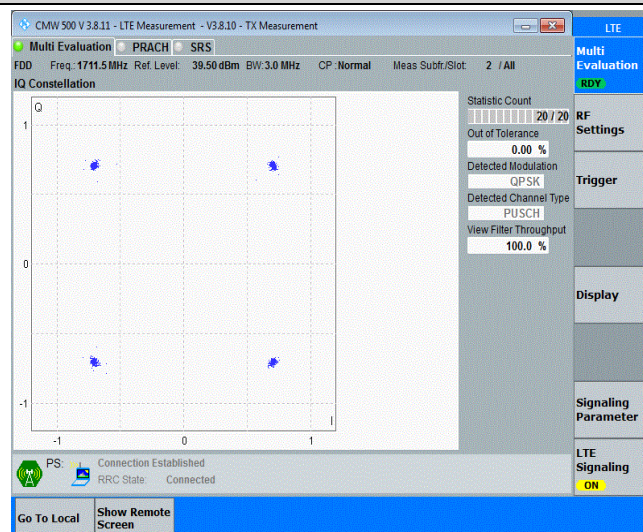 CMW 500 V 3.8.11 - LTE Measurement - V3.8.10 - TX Measurement
LTE
Multi Evaluation PRACH SRS
Multi
Evaluation
RDY
FDD Freq.: 1711.5 MHz Ref. Level: 39.50 dBm BW: 3.0 MHz CP : Normal Meas Subfr./Slot: 2 / All
IQ Constellation
Q
1
0
-1
-1 0 1
I
Statistic Count
20 / 20
Out of Tolerance
0.00 %
Detected Modulation
QPSK
Detected Channel Type
PUSCH
View Filter Throughput
100.0 %
RF
Settings
Trigger
Display
Signaling
Parameter
LTE
Signaling
ON
PS: Connection Established
RRC State: Connected
Go To Local
Show Remote
Screen